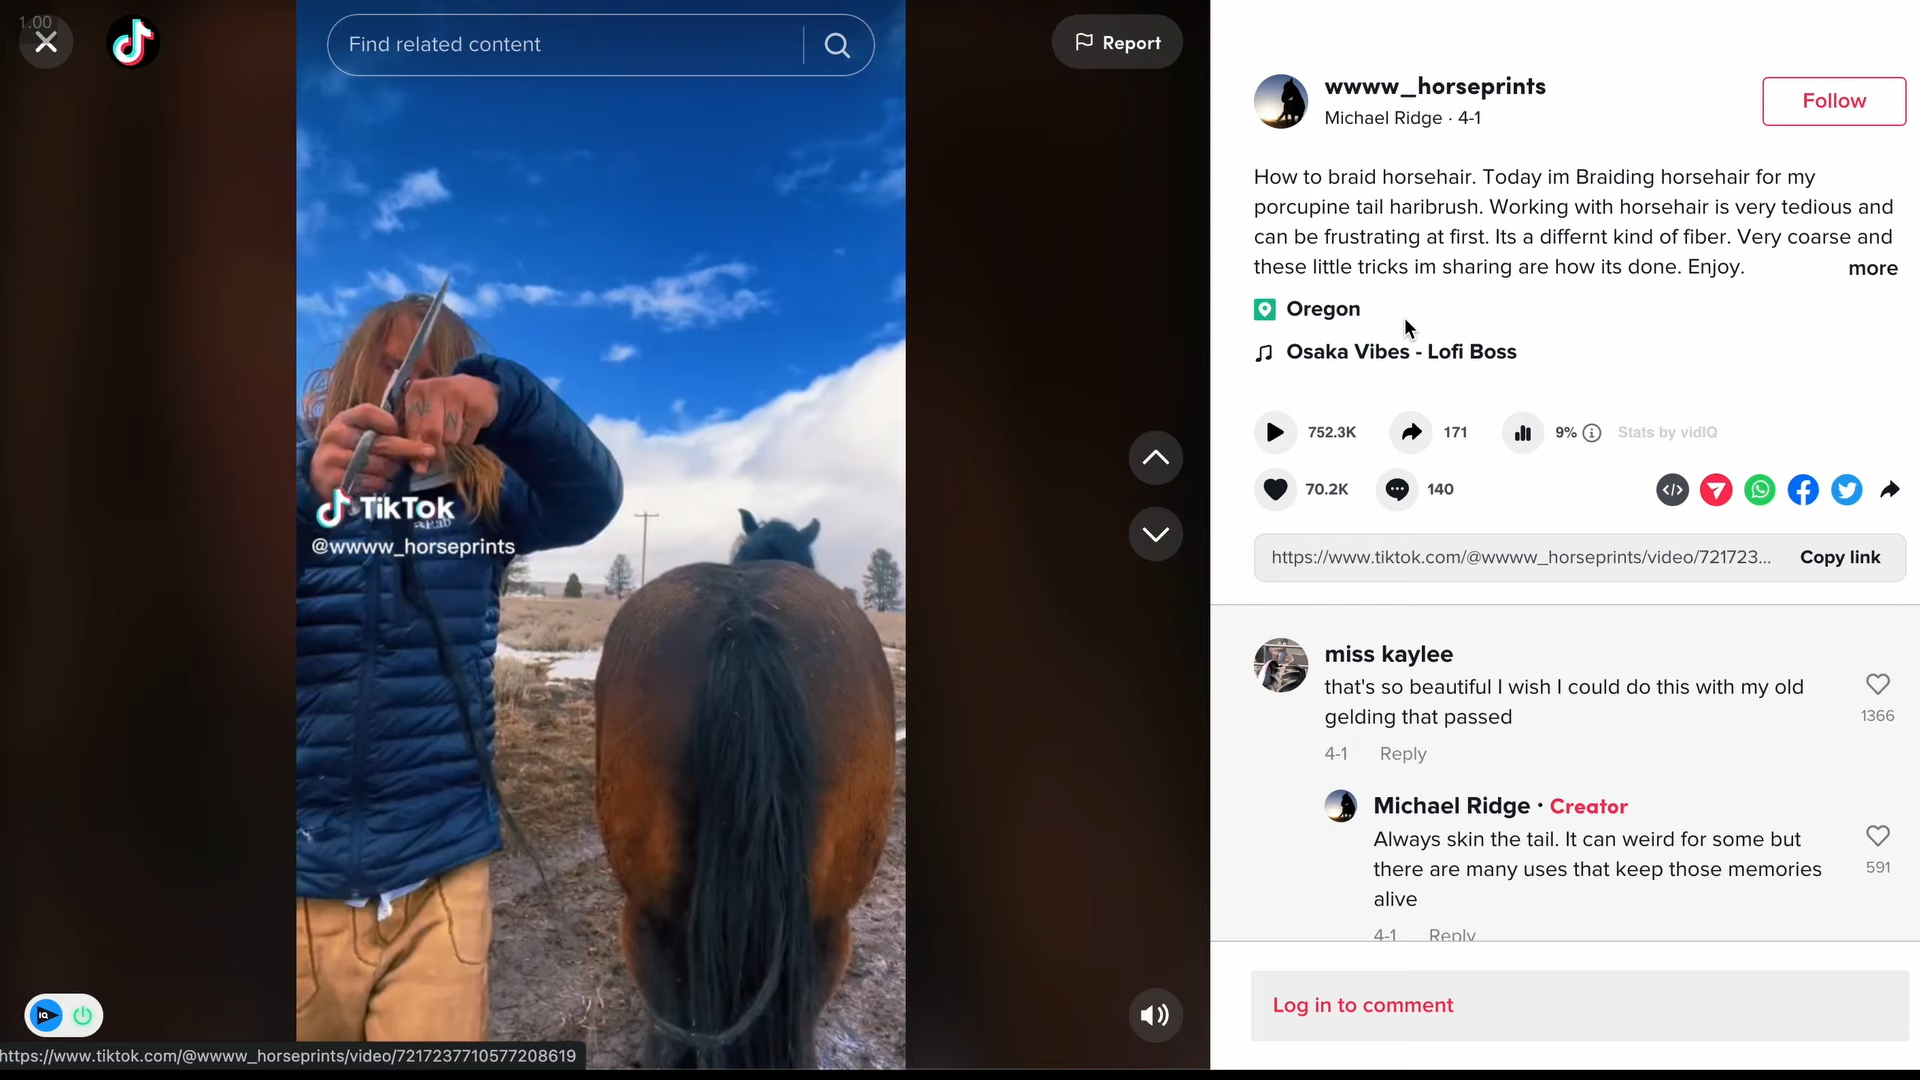 1.00
Find related content
Report
TikTok
@wwww_horseprints
wwww_horseprints
Michael Ridge · 4-1
Follow
How to braid horsehair. Today im Braiding horsehair for my
porcupine tail haribrush. Working with horsehair is very tedious and
can be frustrating at first. Its a differnt kind of fiber. Very coarse and
these little tricks im sharing are how its done. Enjoy.
more
Oregon
Osaka Vibes - Lofi Boss
752.3K
171
9%
Stats by vidIQ
70.2K
140
https://www.tiktok.com/@wwww_horseprints/video/721723...
Copy link
miss kaylee
that's so beautiful I wish I could do this with my old
gelding that passed
1366
4-1 Reply
Michael Ridge · Creator
Always skin the tail. It can weird for some but
there are many uses that keep those memories
alive
591
4-1 Reply
Log in to comment
IQ
https://www.tiktok.com/@wwww_horseprints/video/7217237710577208619